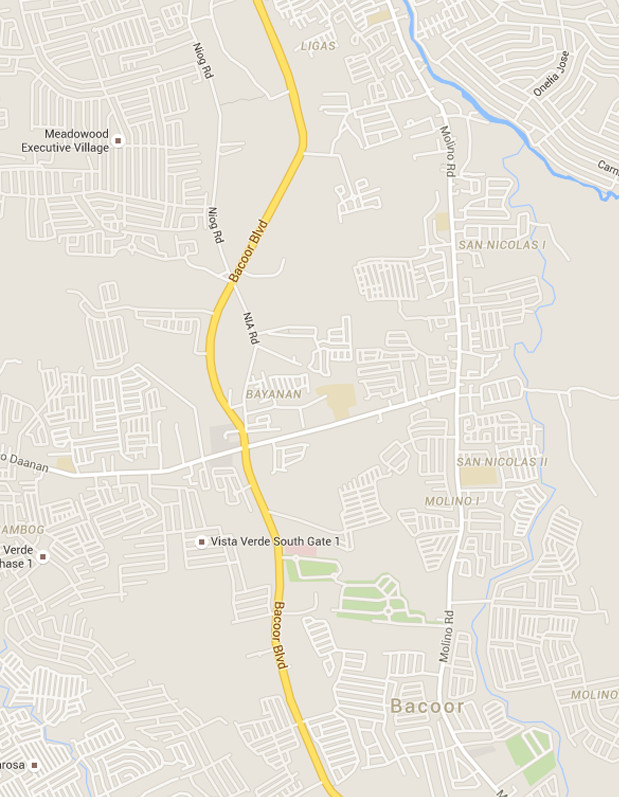 LIGAS
Niog Rd
Onelia Jose
Meadowood
Executive Village
Molino Rd
Niog Rd
Bacoor Blvd
SAN NICOLAS I
NIA Rd
BAYANAN
o Daanan
SAN NICOLAS II
MOLINO I
AMBOG
Verde
hase 1
Vista Verde South Gate 1
Bacoor Blvd
Molino Rd
MOLINO
Bacoor
rosa